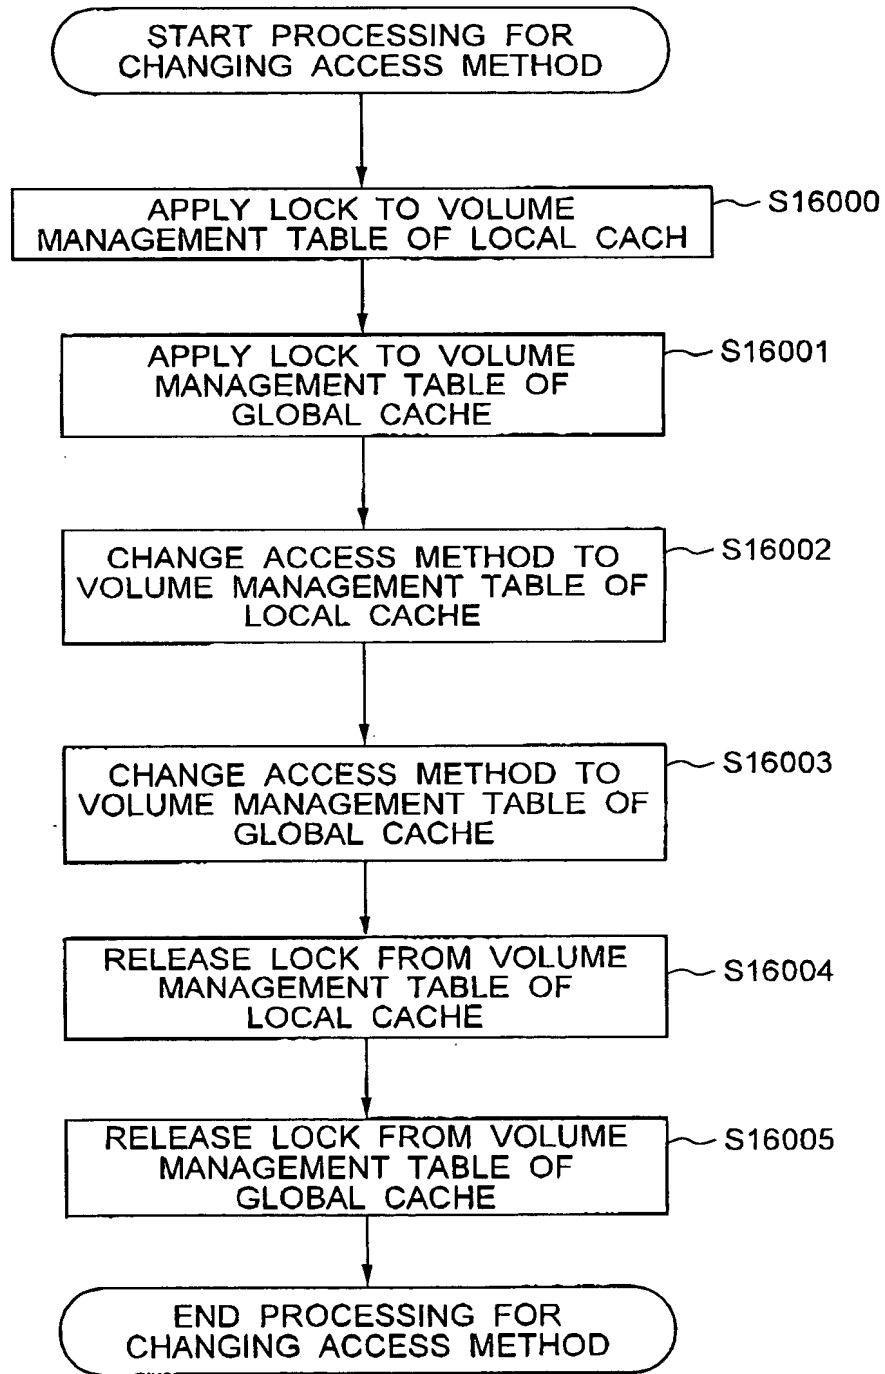 START PROCESSING FOR
CHANGING ACCESS METHOD
APPLY LOCK TO VOLUME
MANAGEMENT TABLE OF LOCAL CACH
S16000
APPLY LOCK TO VOLUME
MANAGEMENT TABLE OF
GLOBAL CACHE
S16001
CHANGE ACCESS METHOD TO
VOLUME MANAGEMENT TABLE OF
LOCAL CACHE
S16002
CHANGE ACCESS METHOD TO
VOLUME MANAGEMENT TABLE OF
GLOBAL CACHE
S16003
RELEASE LOCK FROM VOLUME
MANAGEMENT TABLE OF
LOCAL CACHE
S16004
RELEASE LOCK FROM VOLUME
MANAGEMENT TABLE OF
GLOBAL CACHE
S16005
END PROCESSING FOR
CHANGING ACCESS METHOD